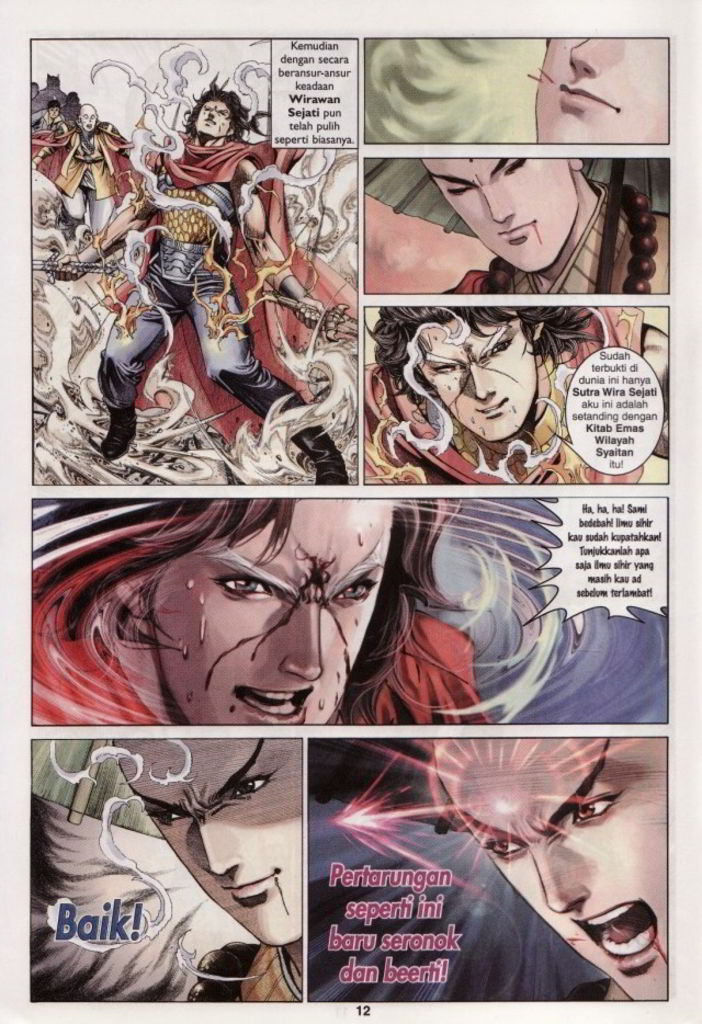 Kemudian
dengan secara
beransur-ansur
keadaan
Wirawan
Sejati pun
telah pulih
seperti biasanya.
Sudah
terbukti di
dunia ini hanya
Sutra Wira Sejati
aku ini adalah
setanding dengan
Kitab Emas
Wilayah
Syaitan
itu!
Ha, ha, ha! Sami
bedebah! Ilmu sihir
kau sudah kupatahkan!
Tunjukkanlah apa
saja ilmu sihir yang
masih kau ad
sebelum terlambat!
Baik!
Pertarungan
seperti ini
baru seronok
dan beerti!
12